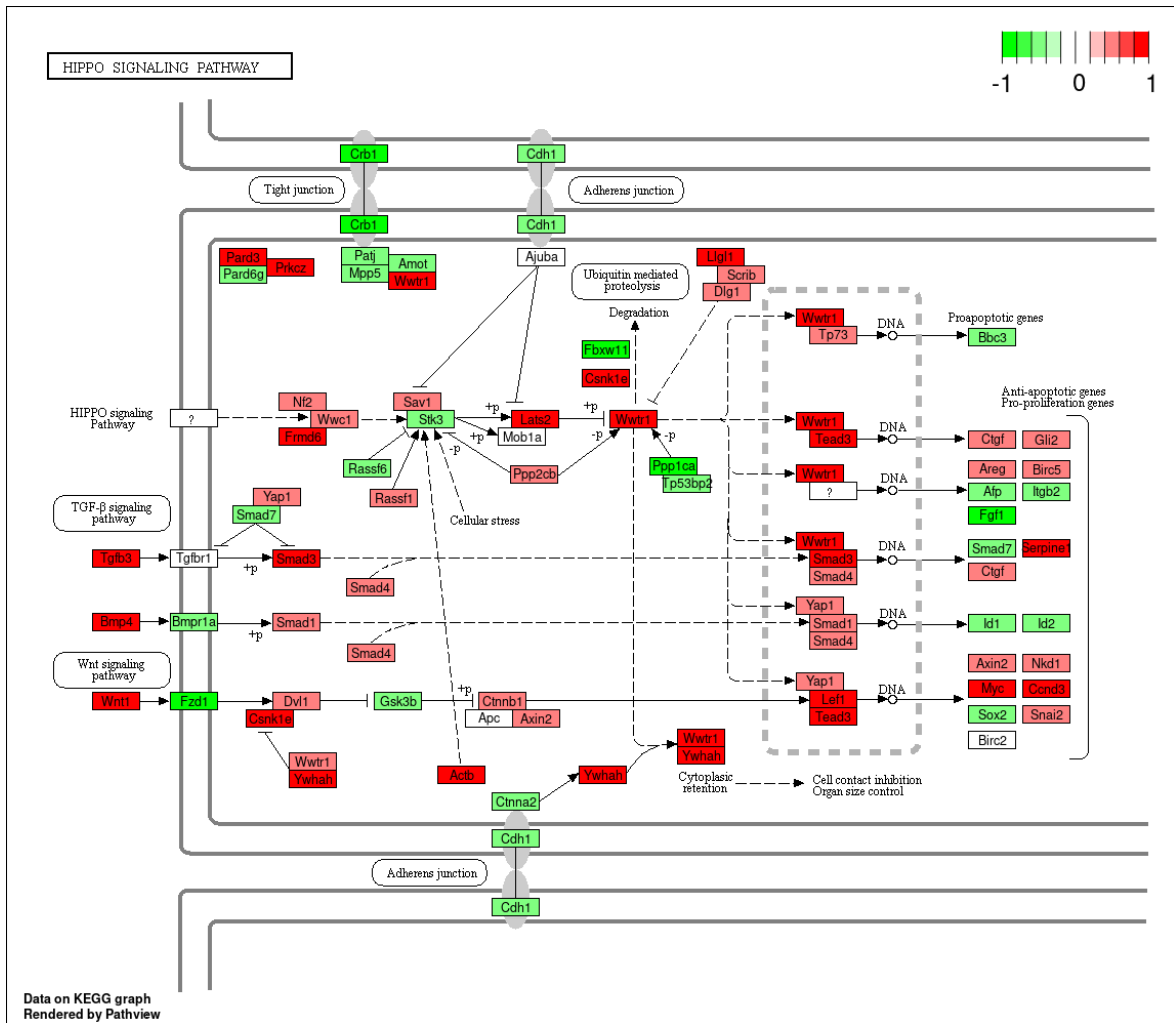 HIPPO SIGNALING PATHWAY
-1 0 1
Crb1
Cdh1
Tight junction
Adherens junction
Crb1
Cdh1
Pard3
Prkcz
Pard6g
Patj
Amot
Mpp5
Wwtr1
Ajuba
Ubiquitin mediated
proteolysis
Degradation
Llgl1
Scrib
Dlg1
Fbxw11
Csnk1e
Wwtr1
Tp73
DNA
Proapoptotic genes
Bbc3
Anti-apoptotic genes
Pro-proliferation genes
HIPPO signaling
Pathway
?
Nf2
Wwc1
Frmd6
Sav1
Stk3
+p
+p
-p
Lats2
Mob1a
+p
-p
Wwtr1
-p
Rassf6
Rassf1
Ppp2cb
Ppp1ca
Tp53bp2
Cellular stress
Wwtr1
Tead3
DNA
Ctgf
Gli2
Wwtr1
?
DNA
Areg
Birc5
Afp
Itgb2
Fgf1
TGF-β signaling
pathway
Yap1
Smad7
Tgfb3
Tgfbr1
+p
Smad3
Smad4
Wwtr1
Smad3
Smad4
DNA
Smad7
Serpine1
Ctgf
Bmp4
Bmpr1a
+p
Smad1
Smad4
Yap1
Smad1
Smad4
DNA
Id1
Id2
Wnt signaling
pathway
Wnt1
Fzd1
Dvl1
Csnk1e
Gsk3b
+p
Ctnnb1
Apc
Axin2
Yap1
Lef1
Tead3
DNA
Axin2
Nkd1
Myc
Ccnd3
Sox2
Snai2
Birc2
Wwtr1
Ywhah
Actb
Ywhah
Wwtr1
Ywhah
Cytoplasmic
retention
Cell contact inhibition
Organ size control
Ctnna2
Cdh1
Adherens junction
Cdh1
Data on KEGG graph
Rendered by Pathview